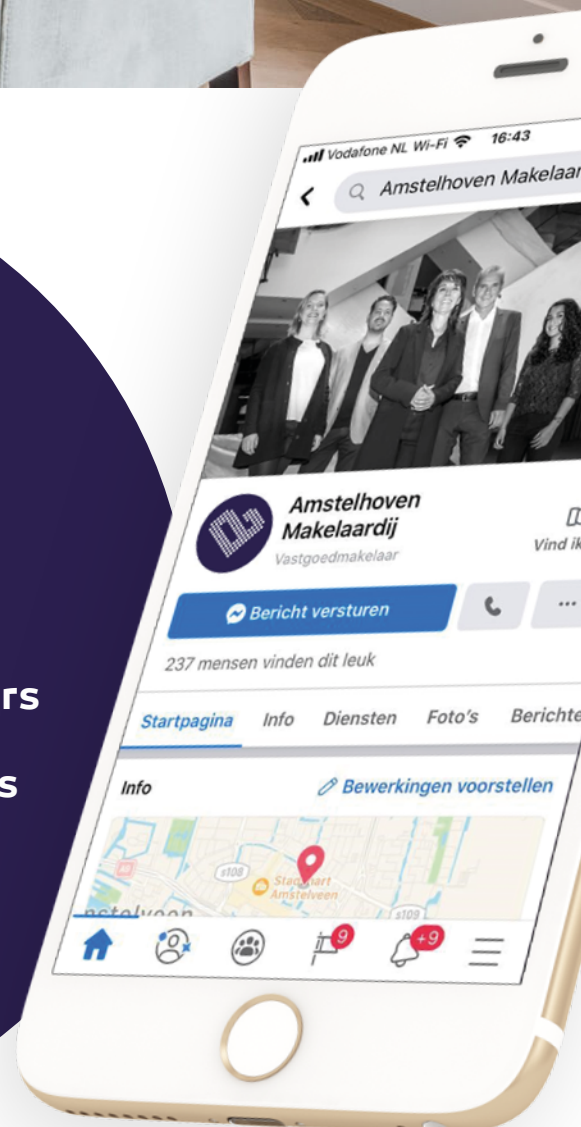 Vodafone NL Wi-Fi 16:43
Amstelhoven Makelaar
Amstelhoven
Makelaardij
Vind ik
Vastgoedmakelaar
Bericht versturen
237 mensen vinden dit leuk
rs
Startpagina Info Diensten Foto's Berichte
s
Info Bewerkingen voorstellen
s108
Amstelveen
s109
9
+9